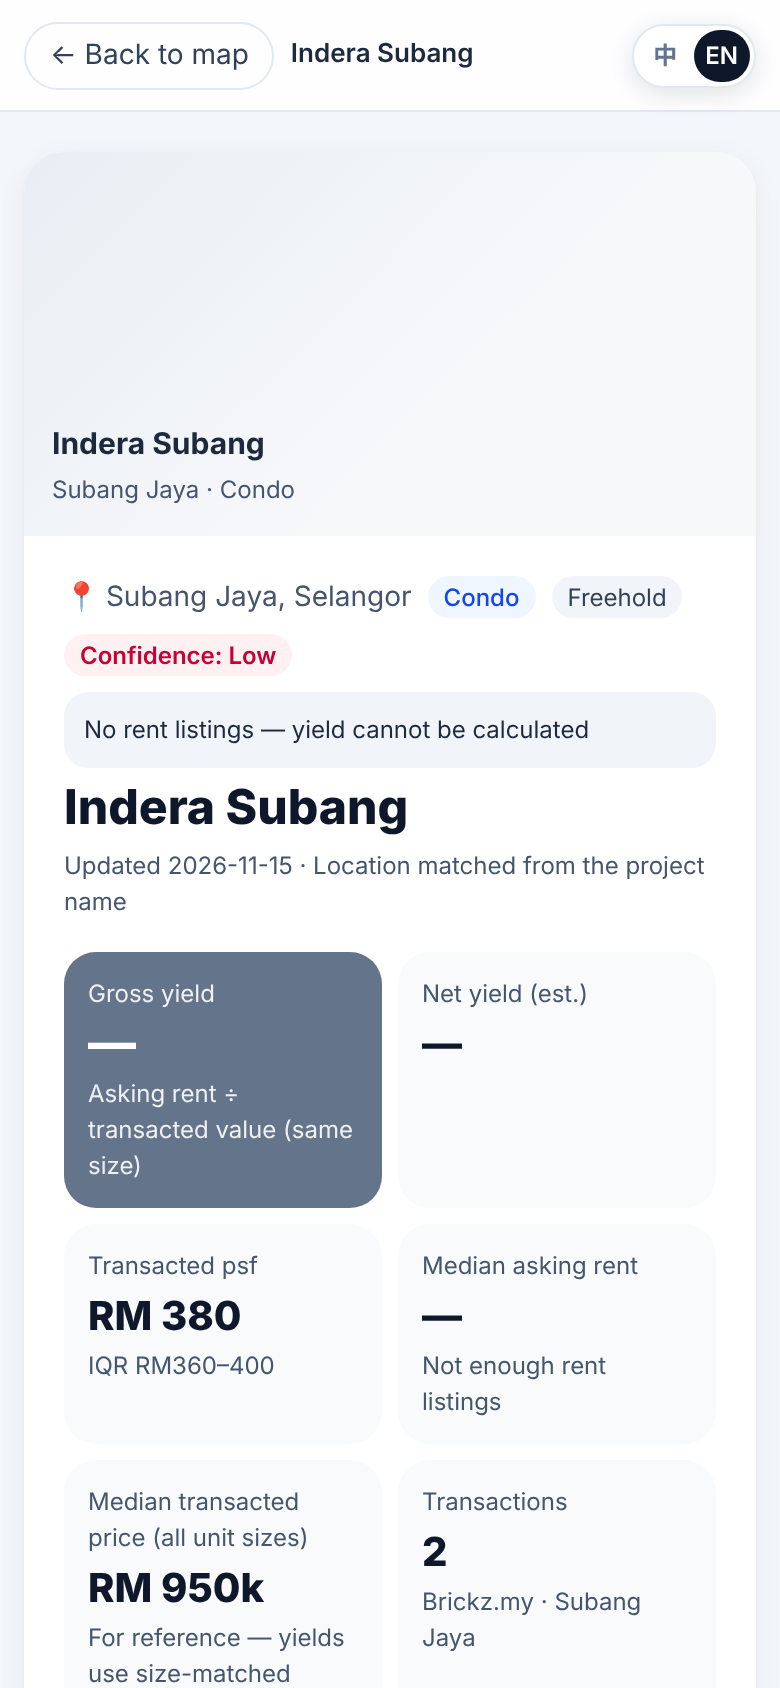 ← Back to map
Indera Subang
中 EN
Indera Subang
Subang Jaya · Condo
📍 Subang Jaya, Selangor
Condo
Freehold
Confidence: Low
No rent listings — yield cannot be calculated
Indera Subang
Updated 2026-11-15 · Location matched from the project
name
Gross yield
—
Asking rent ÷
transacted value (same
size)
Net yield (est.)
—
Transacted psf
RM 380
IQR RM360–400
Median asking rent
—
Not enough rent
listings
Median transacted
price (all unit sizes)
RM 950k
For reference — yields
use size-matched
Transactions
2
Brickz.my · Subang
Jaya